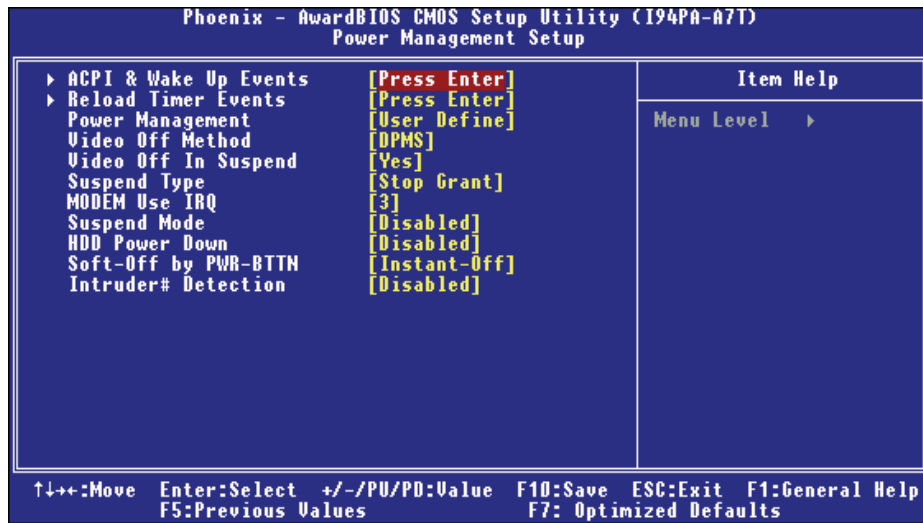 Phoenix - AwardBIOS CMOS Setup Utility (I94PA-A7T)
Power Management Setup
▸ ACPI & Wake Up Events [Press Enter]
▸ Reload Timer Events [Press Enter]
Power Management [User Define]
Video Off Method [DPMS]
Video Off In Suspend [Yes]
Suspend Type [Stop Grant]
MODEM Use IRQ [3]
Suspend Mode [Disabled]
HDD Power Down [Disabled]
Soft-Off by PWR-BTTN [Instant-Off]
Intruder# Detection [Disabled]
Item Help
Menu Level ▸
↑↓→←:Move Enter:Select +/-/PU/PD:Value F10:Save ESC:Exit F1:General Help
F5:Previous Values F7: Optimized Defaults